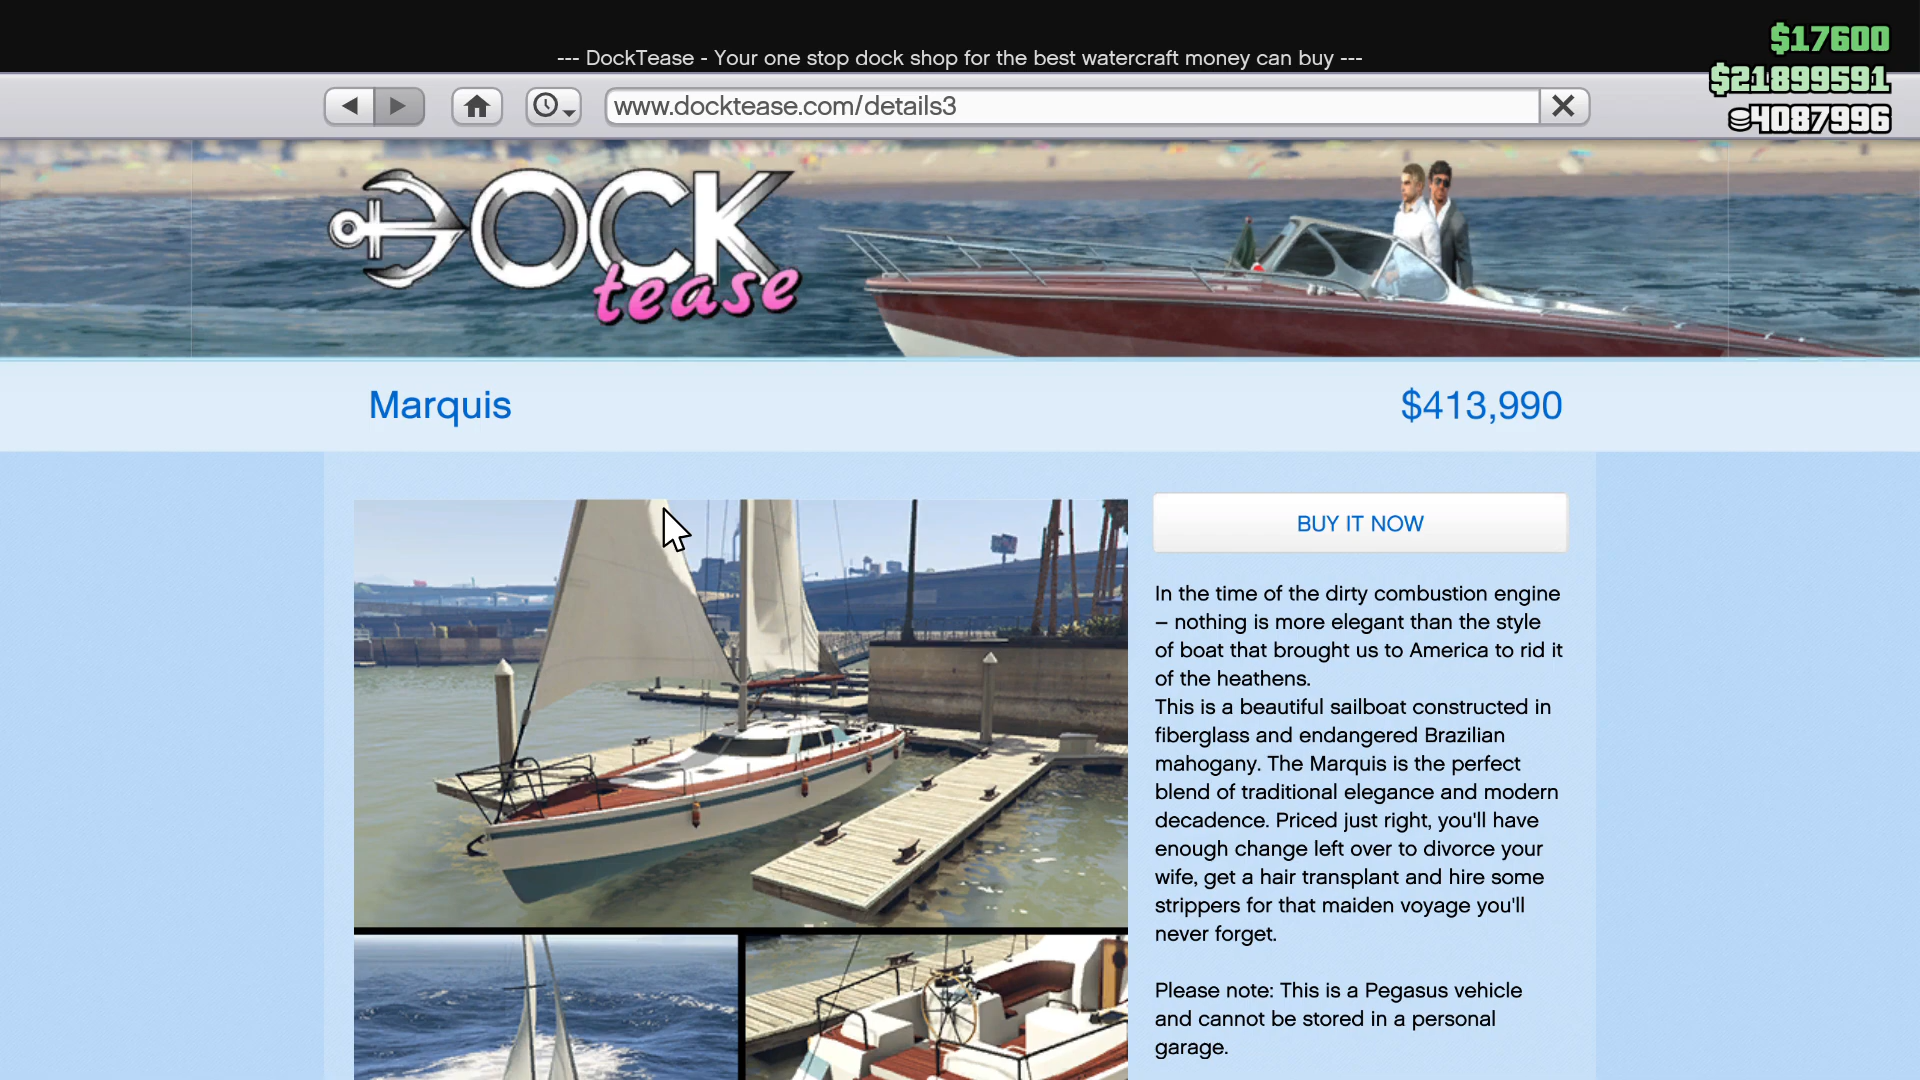 --- DockTease - Your one stop dock shop for the best watercraft money can buy ---
$17600
$21899591
4087996
www.docktease.com/details3
DOCK
tease
Marquis
$413,990
BUY IT NOW
In the time of the dirty combustion engine
– nothing is more elegant than the style
of boat that brought us to America to rid it
of the heathens.
This is a beautiful sailboat constructed in
fiberglass and endangered Brazilian
mahogany. The Marquis is the perfect
blend of traditional elegance and modern
decadence. Priced just right, you'll have
enough change left over to divorce your
wife, get a hair transplant and hire some
strippers for that maiden voyage you'll
never forget.
Please note: This is a Pegasus vehicle
and cannot be stored in a personal
garage.